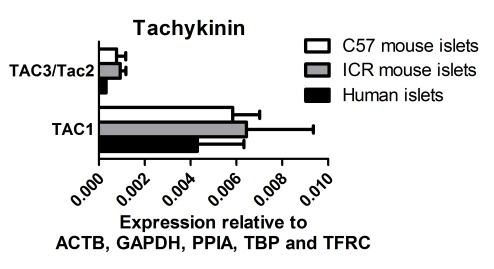 Tachykinin
C57 mouse islets
ICR mouse islets
Human islets
TAC3/Tac2
TAC1
0.000
0.002
0.004
0.006
0.008
0.010
Expression relative to
ACTB, GAPDH, PPIA, TBP and TFRC